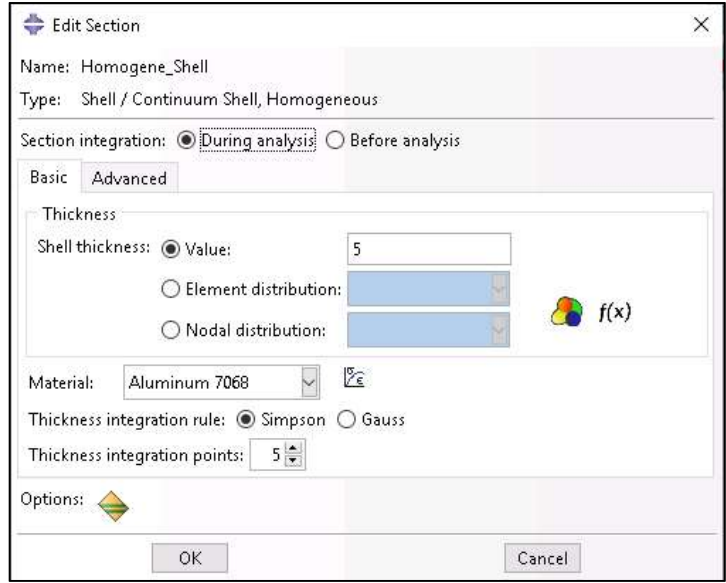 Edit Section
Name: Homogene_Shell
Type: Shell / Continuum Shell, Homogeneous
Section integration: During analysis Before analysis
Basic Advanced
Thickness
Shell thickness: Value: 5
Element distribution:
Nodal distribution:
f(x)
Material: Aluminum 7068 σ ε
Thickness integration rule: Simpson Gauss
Thickness integration points: 5
Options:
OK Cancel